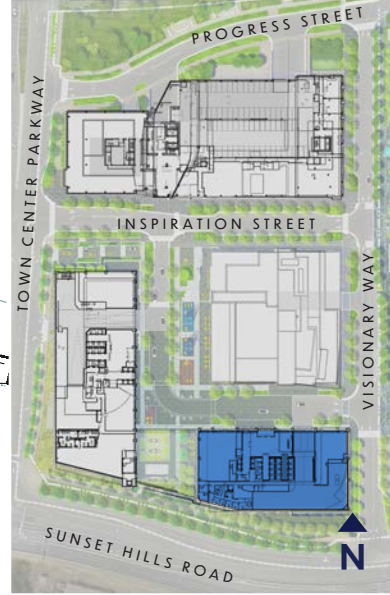 PROGRESS STREET
TOWN CENTER PARKWAY
INSPIRATION STREET
VISIONARY WAY
SUNSET HILLS ROAD
N